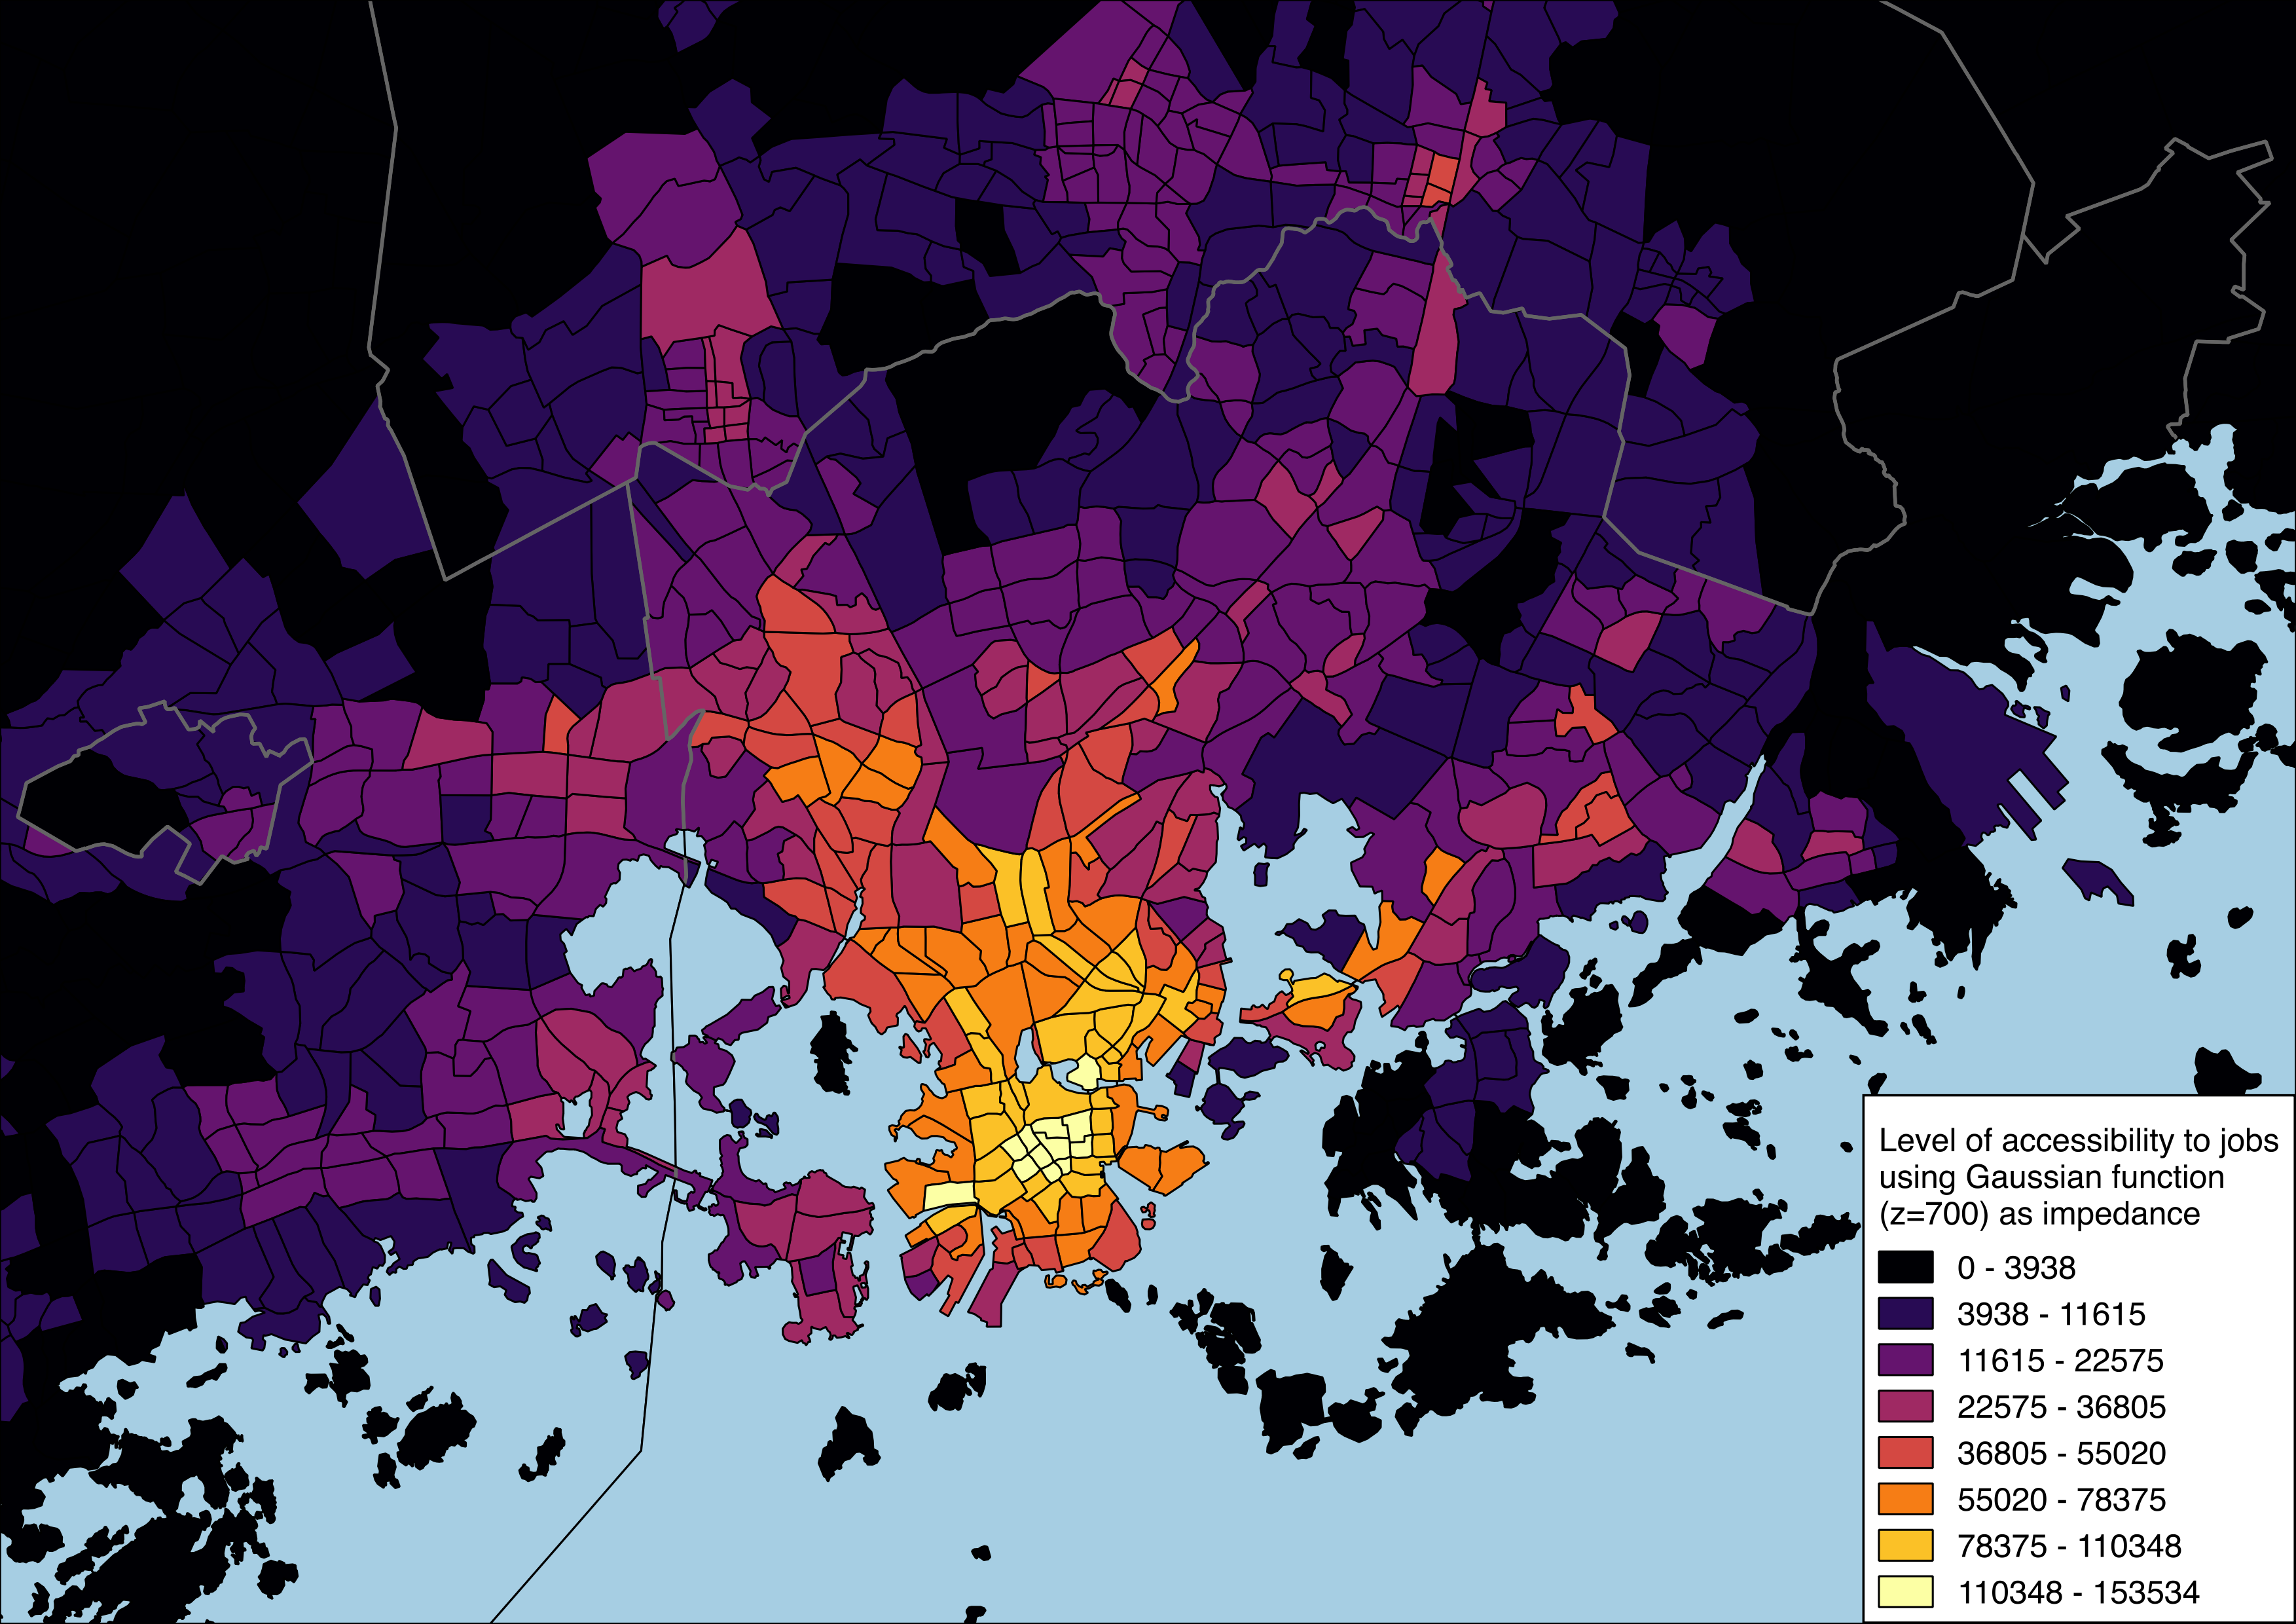 Level of accessibility to jobs
using Gaussian function
(z=700) as impedance
0 - 3938
3938 - 11615
11615 - 22575
22575 - 36805
36805 - 55020
55020 - 78375
78375 - 110348
110348 - 153534